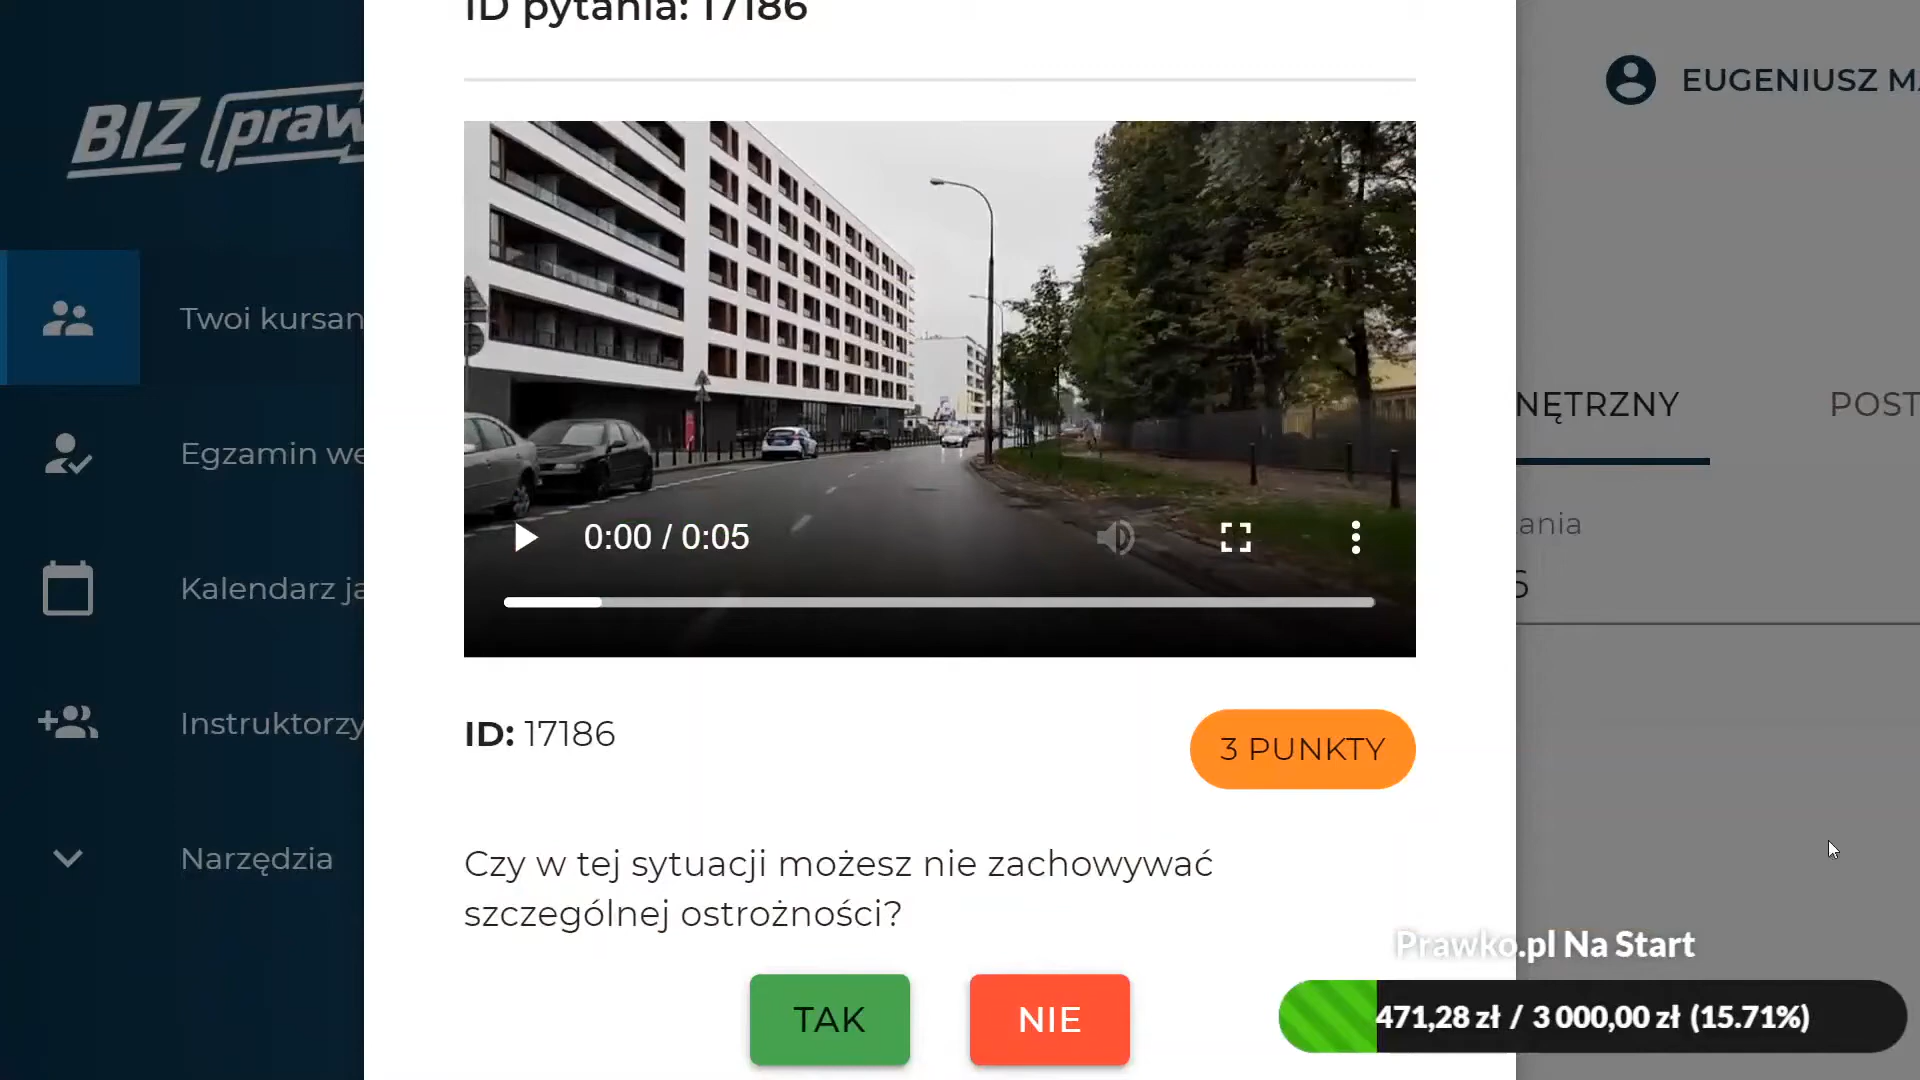 ID pytania: 17186
BIZ praw
EUGENIUSZ MA
Twoi kursan
NĘTRZNY
POST
Egzamin we
0:00 / 0:05
ania
Kalendarz ja
6
Instruktorzy
ID: 17186
3 PUNKTY
Narzędzia
Czy w tej sytuacji możesz nie zachowywać
szczególnej ostrożności?
Prawko.pl Na Start
TAK
NIE
471,28 zł / 3 000,00 zł (15.71%)